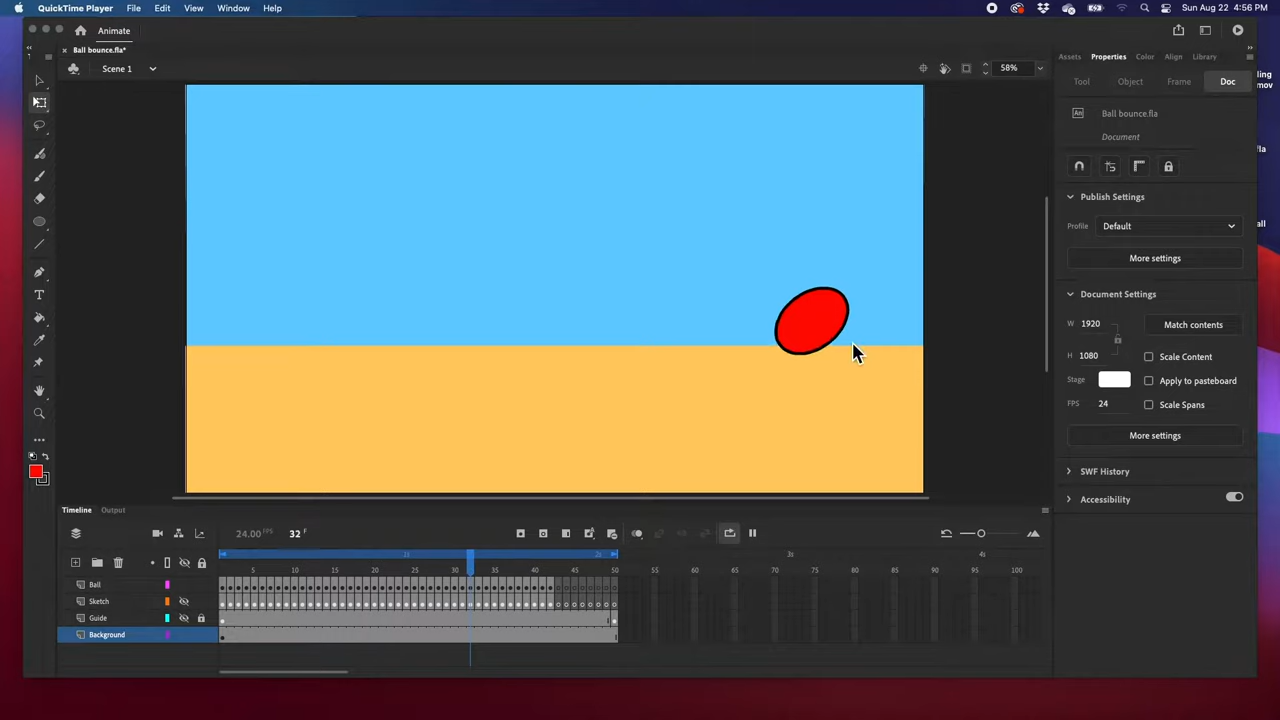 QuickTime Player File Edit View Window Help Sun Aug 22 4:56 PM
Animate
Ball bounce.fla*
Scene 1 58%
Assets Properties Color Align Library
Tool Object Frame Doc
An Ball bounce.fla
Document
Publish Settings
Profile Default
More settings
Document Settings
W 1920 Match contents
H 1080 Scale Content
Stage Apply to pasteboard
FPS 24 Scale Spans
More settings
SWF History
Accessibility
Timeline Output
24.00 FPS 32 F
1s 2s 3s 4s
5 10 15 20 25 30 35 40 45 50 55 60 65 70 75 80 85 90 95 100
Ball
Sketch
Guide
Background